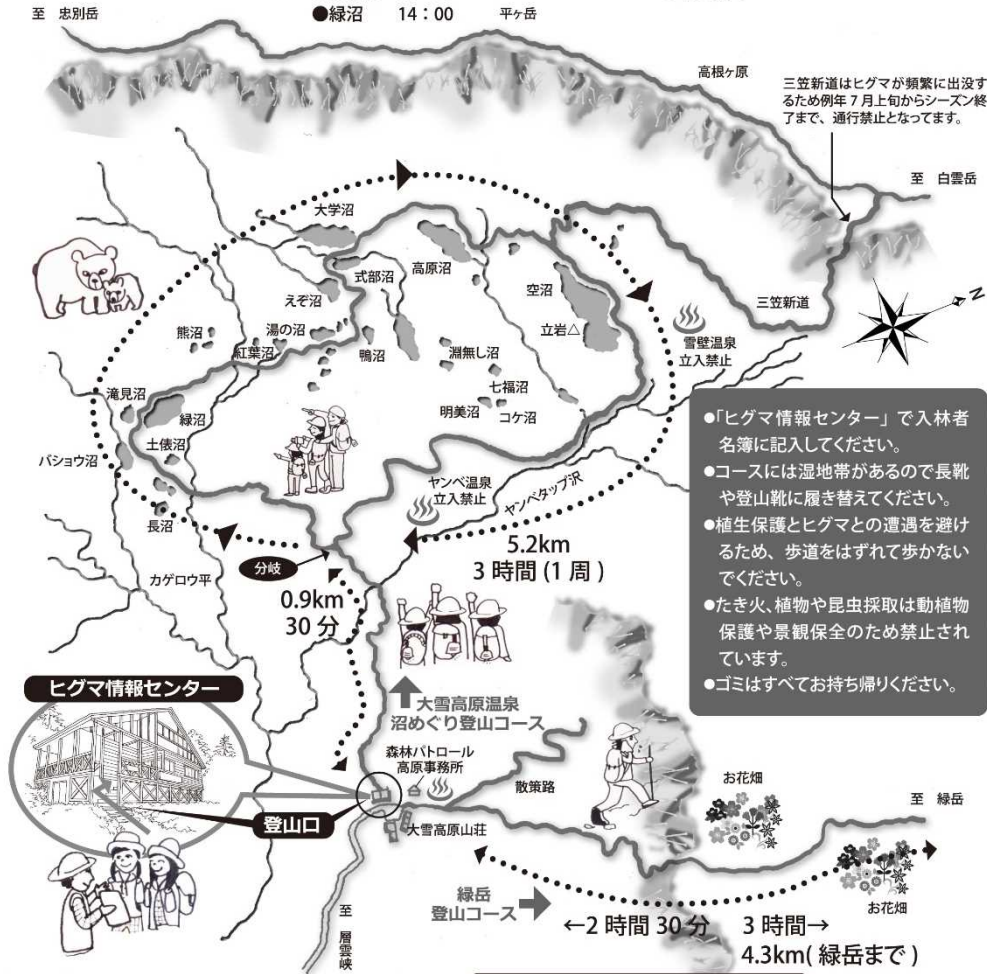 至 忠別岳
●緑沼 14:00
平ヶ岳
高根ヶ原
三笠新道はヒグマが頻繁に出没す
るため例年7月上旬からシーズン終
了まで、通行禁止となってます。
至 白雲岳
大学沼
式部沼
高原沼
空沼
えぞ沼
立岩△
三笠新道
N
熊沼
湯の沼
紅葉沼
鴨沼
淵無し沼
雪壁温泉
立入禁止
滝見沼
緑沼
七福沼
明美沼
コケ沼
土俵沼
バショウ沼
ヤンベ温泉
立入禁止
ヤンベタップ沢
長沼
●「ヒグマ情報センター」で入林者
名簿に記入してください。
●コースには湿地帯があるので長靴
や登山靴に履き替えてください。
●植生保護とヒグマとの遭遇を避け
るため、歩道をはずれて歩かない
でください。
●たき火、植物や昆虫採取は動植物
保護や景観保全のため禁止され
ています。
●ゴミはすべてお持ち帰りください。
5.2km
3時間(1周)
分岐
カゲロウ平
0.9km
30分
ヒグマ情報センター
大雪高原温泉
沼めぐり登山コース
森林パトロール
高原事務所
散策路
お花畑
至 緑岳
登山口
大雪高原山荘
お花畑
緑岳
登山コース
←2時間30分 3時間→
4.3km(緑岳まで)
至 層雲峡